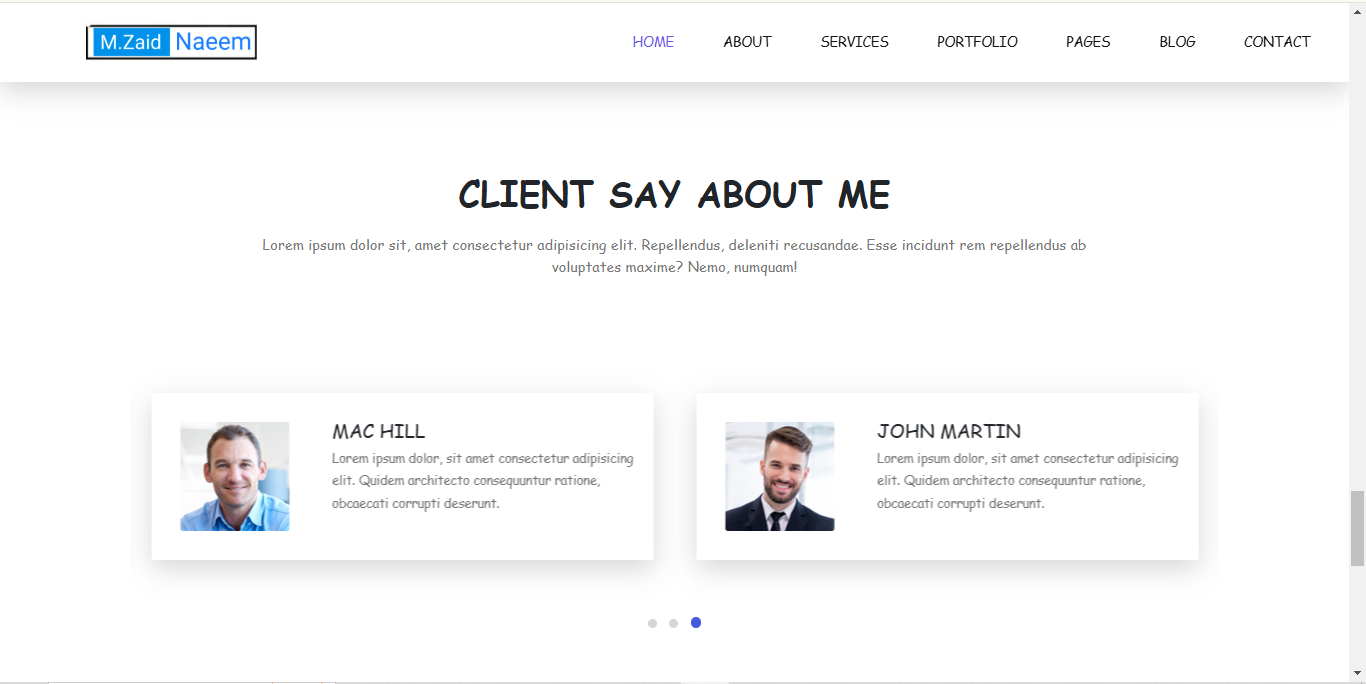 M.Zaid Naeem
HOME ABOUT SERVICES PORTFOLIO PAGES BLOG CONTACT
CLIENT SAY ABOUT ME
Lorem ipsum dolor sit, amet consectetur adipisicing elit. Repellendus, deleniti recusandae. Esse incidunt rem repellendus ab
voluptates maxime? Nemo, numquam!
MAC HILL
Lorem ipsum dolor, sit amet consectetur adipisicing
elit. Quidem architecto consequuntur ratione,
obcaecati corrupti deserunt.
JOHN MARTIN
Lorem ipsum dolor, sit amet consectetur adipisicing
elit. Quidem architecto consequuntur ratione,
obcaecati corrupti deserunt.